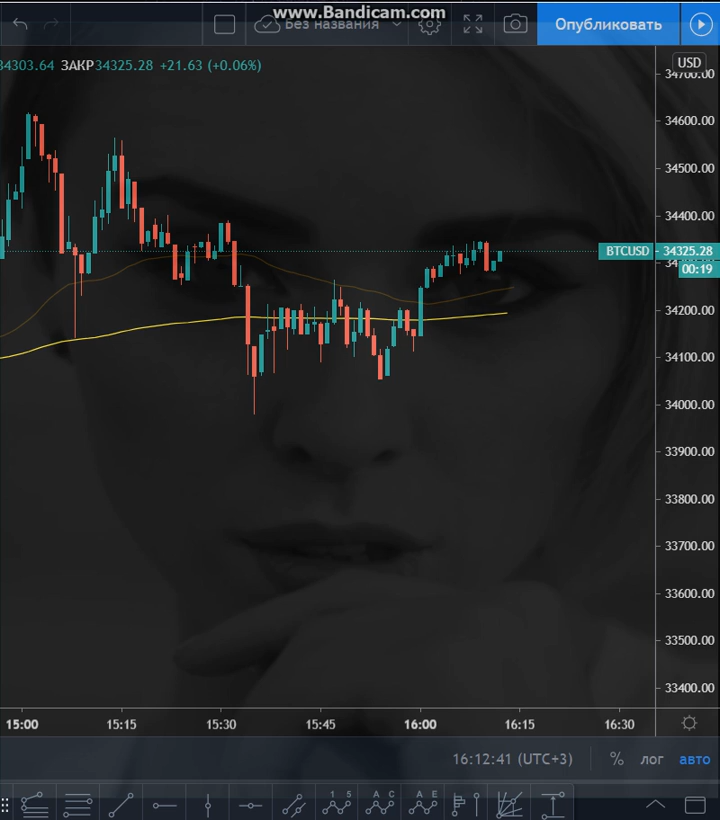 www.Bandicam.com
Без названия
Опубликовать
34303.64 ЗАКР34325.28 +21.63 (+0.06%)
USD
34700.00
34600.00
34500.00
34400.00
BTCUSD 34325.28
00:19
34200.00
34100.00
34000.00
33900.00
33800.00
33700.00
33600.00
33500.00
33400.00
15:00 15:15 15:30 15:45 16:00 16:15 16:30
16:12:41 (UTC+3) % лог авто
1 5 A C A E